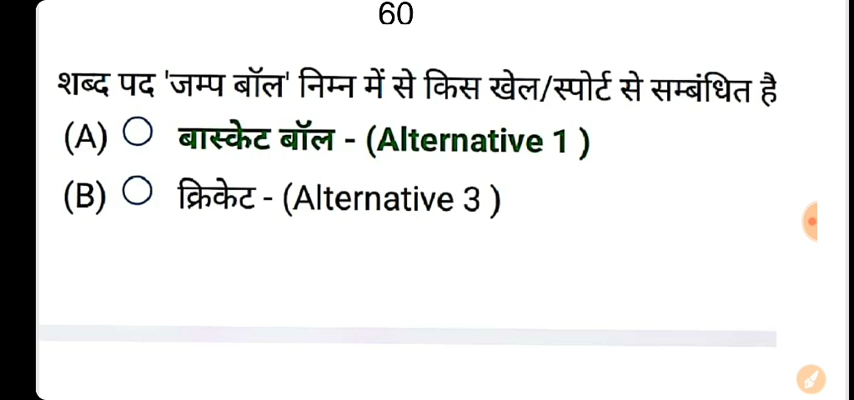 60
शब्द पद 'जम्प बॉल' निम्न में से किस खेल/स्पोर्ट से सम्बंधित है
(A) बास्केट बॉल - (Alternative 1 )
(B) क्रिकेट - (Alternative 3 )